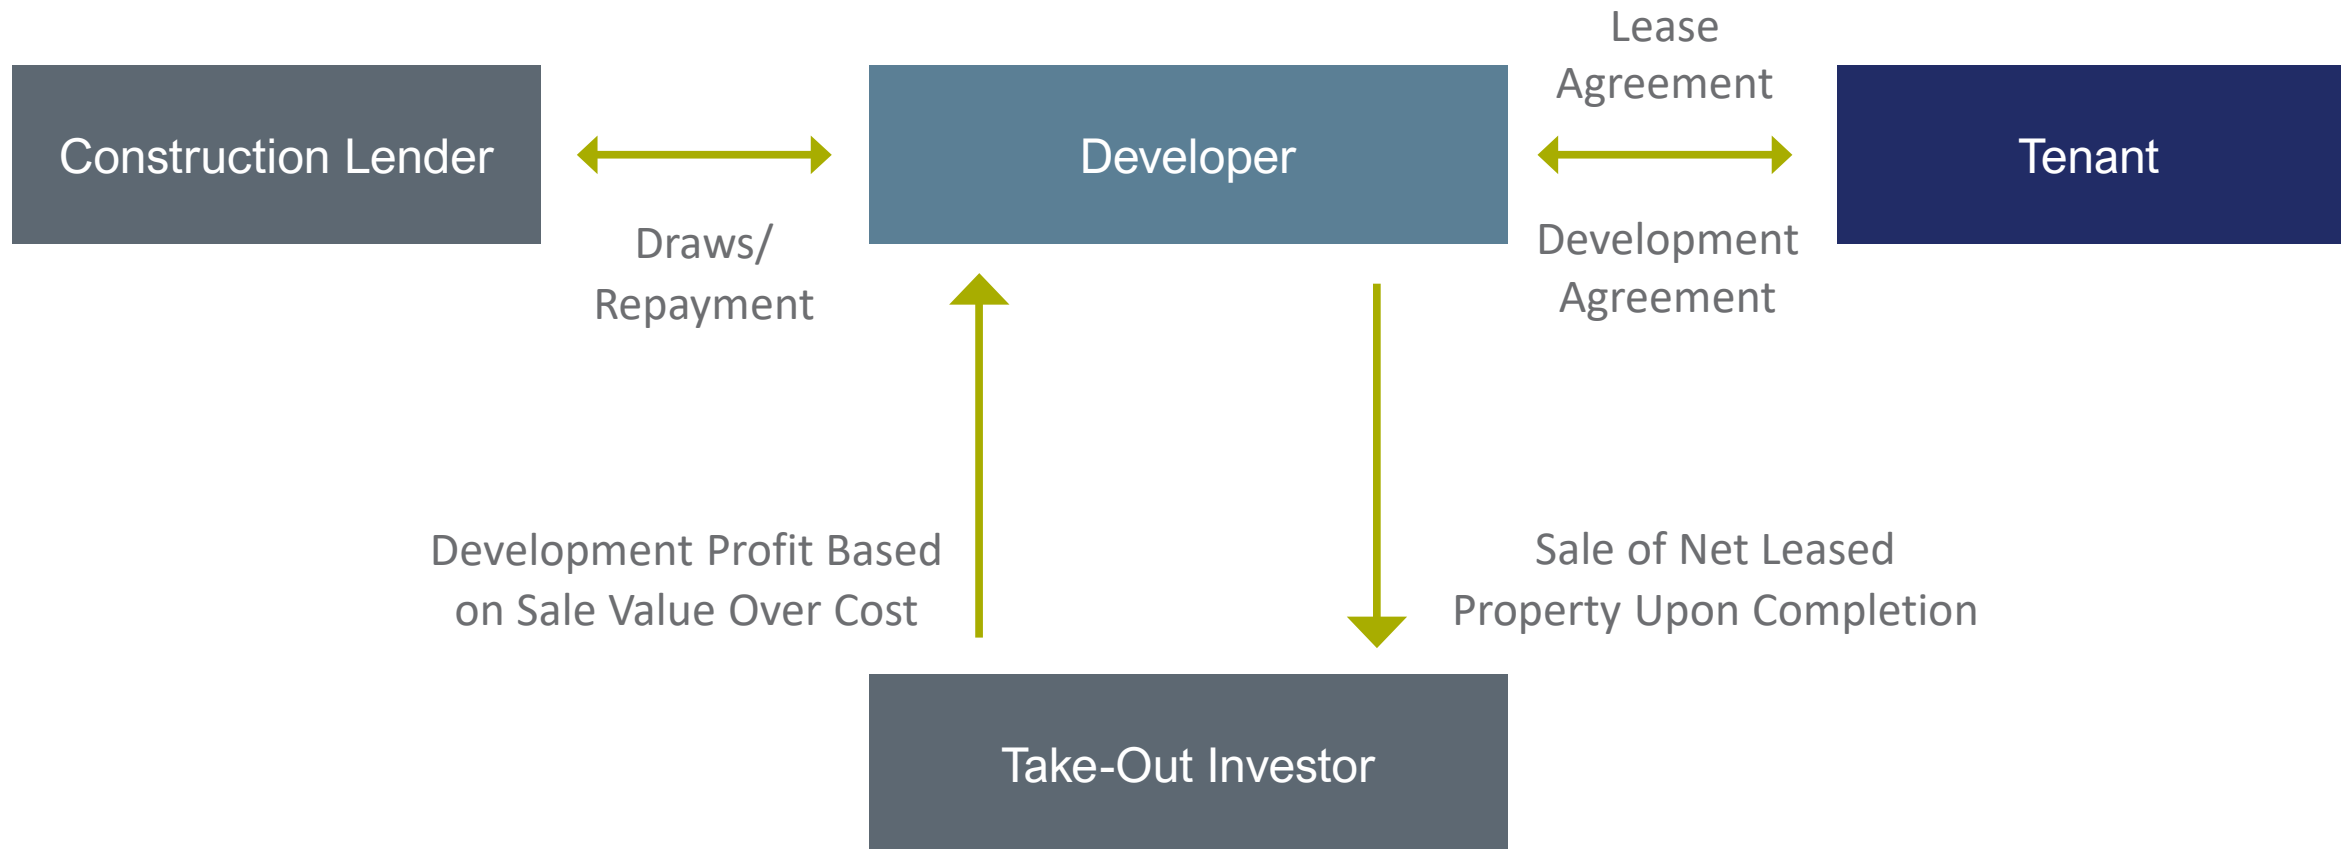 Lease
Agreement
Construction Lender
Developer
Tenant
Draws/
Repayment
Development
Agreement
Development Profit Based
on Sale Value Over Cost
Sale of Net Leased
Property Upon Completion
Take-Out Investor